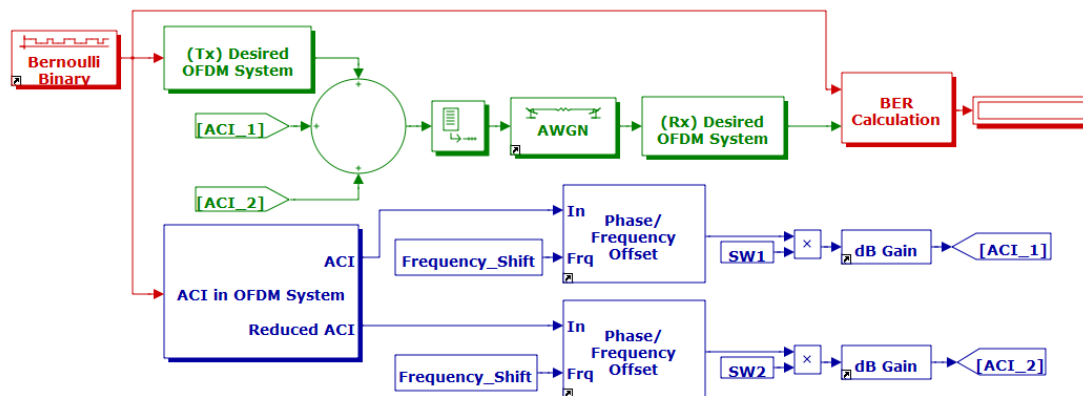 Bernoulli
Binary
(Tx) Desired
OFDM System
[ACI_1]
[ACI_2]
+
+
+
AWGN
(Rx) Desired
OFDM System
BER
Calculation
ACI in OFDM System
ACI
Reduced ACI
Frequency_Shift
In
Frq
Phase/
Frequency
Offset
SW1
×
dB Gain
[ACI_1]
Frequency_Shift
In
Frq
Phase/
Frequency
Offset
SW2
×
dB Gain
[ACI_2]